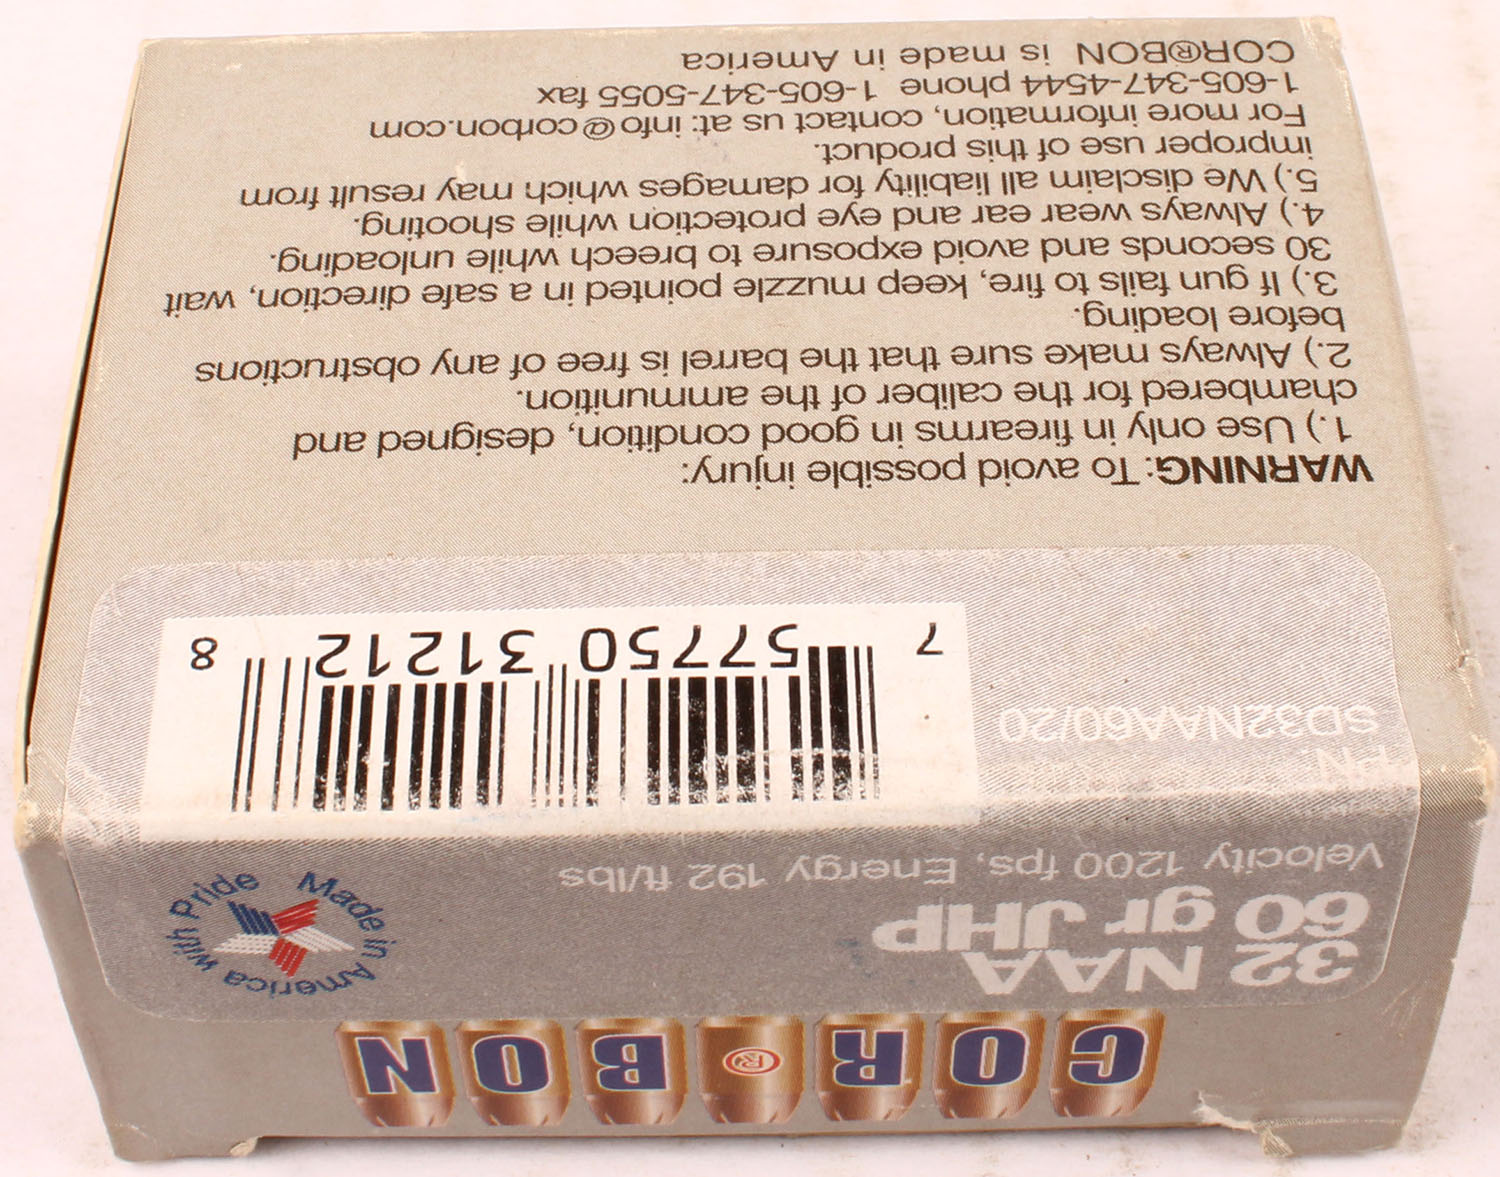 COR®BON
32 NAA
60 gr JHP
Velocity 1200 fps, Energy 192 ft/lbs
Made in America with Pride
PN:
SD32NAA60/20
7 57750 31212 8
WARNING: To avoid possible injury:
1.) Use only in firearms in good condition, designed and
chambered for the caliber of the ammunition.
2.) Always make sure that the barrel is free of any obstructions
before loading.
3.) If gun fails to fire, keep muzzle pointed in a safe direction, wait
30 seconds and avoid exposure to breech while unloading.
4.) Always wear ear and eye protection while shooting.
5.) We disclaim all liability for damages which may result from
improper use of this product.
For more information, contact us at: info@corbon.com
1-605-347-4544 phone 1-605-347-5055 fax
COR®BON is made in America